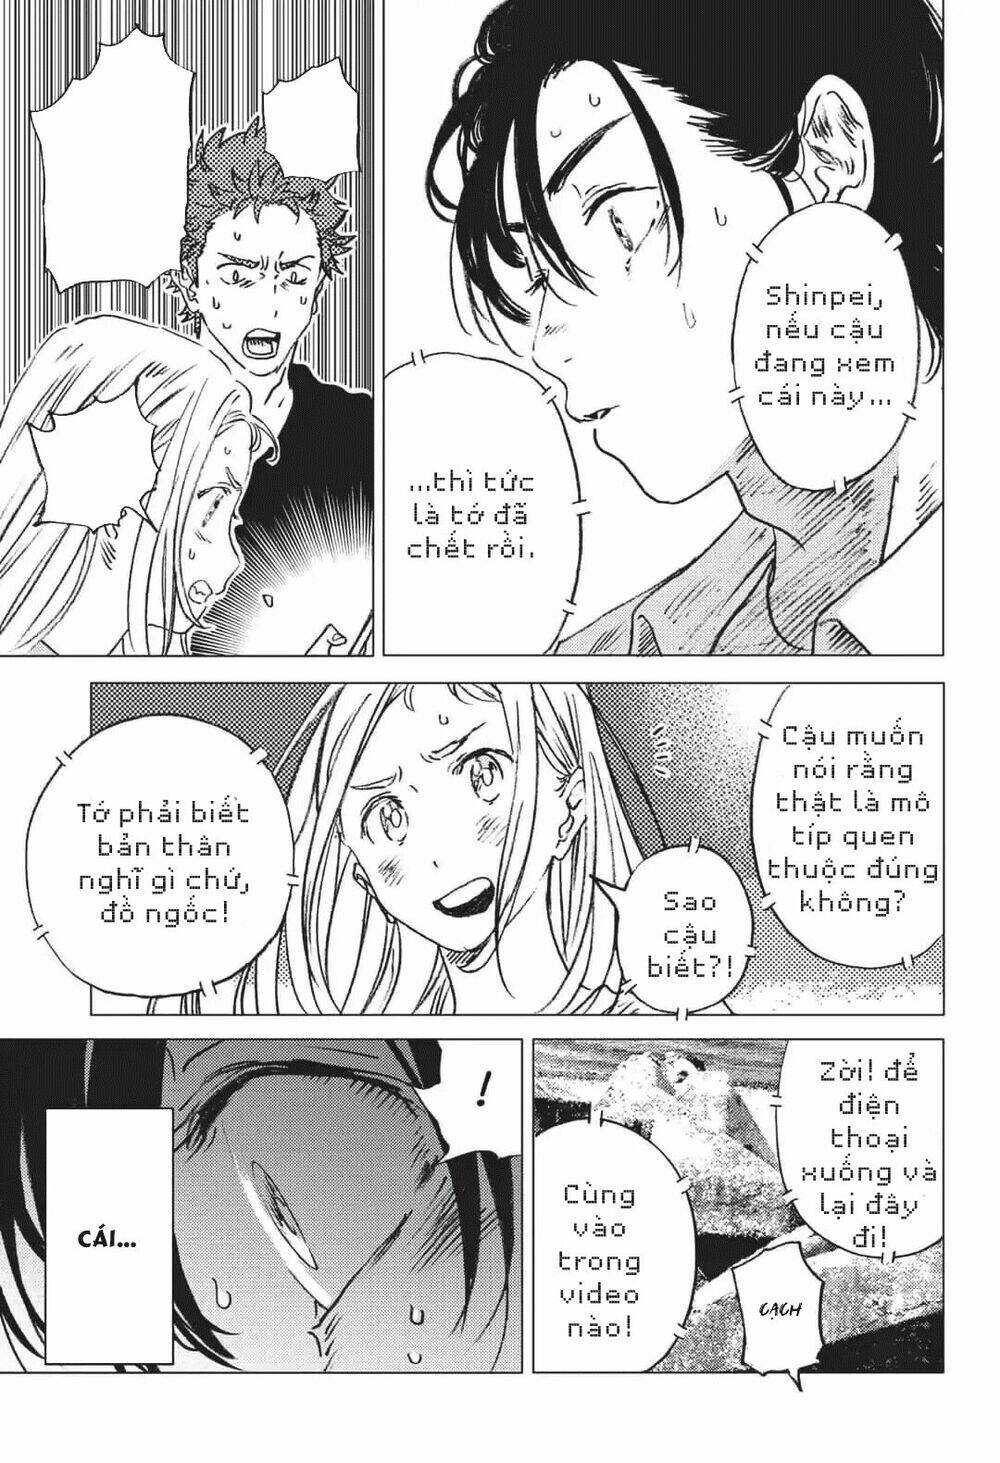 Shinpei,
nếu cậu
đang xem
cái này...
...thì tức
là tớ đã
chết rồi.
Cậu muốn
nói rằng
thật là mô
típ quen
thuộc đúng
không?
Sao
cậu
biết?!
Tớ phải biết
bản thân
nghĩ gì chứ,
đồ ngốc!
Zời! để
điện
thoại
xuống và
lại đây
đi!
Cùng
vào
trong
video
nào!
CẠCH
!
CÁI...